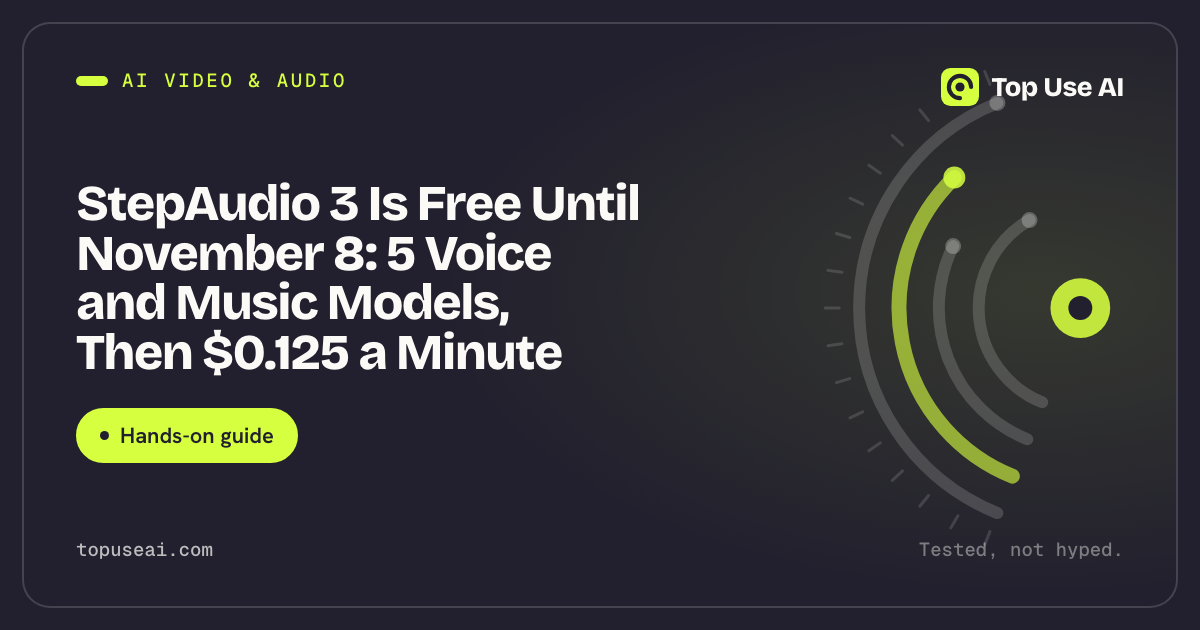 AI VIDEO & AUDIO
Top Use AI
StepAudio 3 Is Free Until
November 8: 5 Voice
and Music Models,
Then $0.125 a Minute
Hands-on guide
topuseai.com
Tested, not hyped.